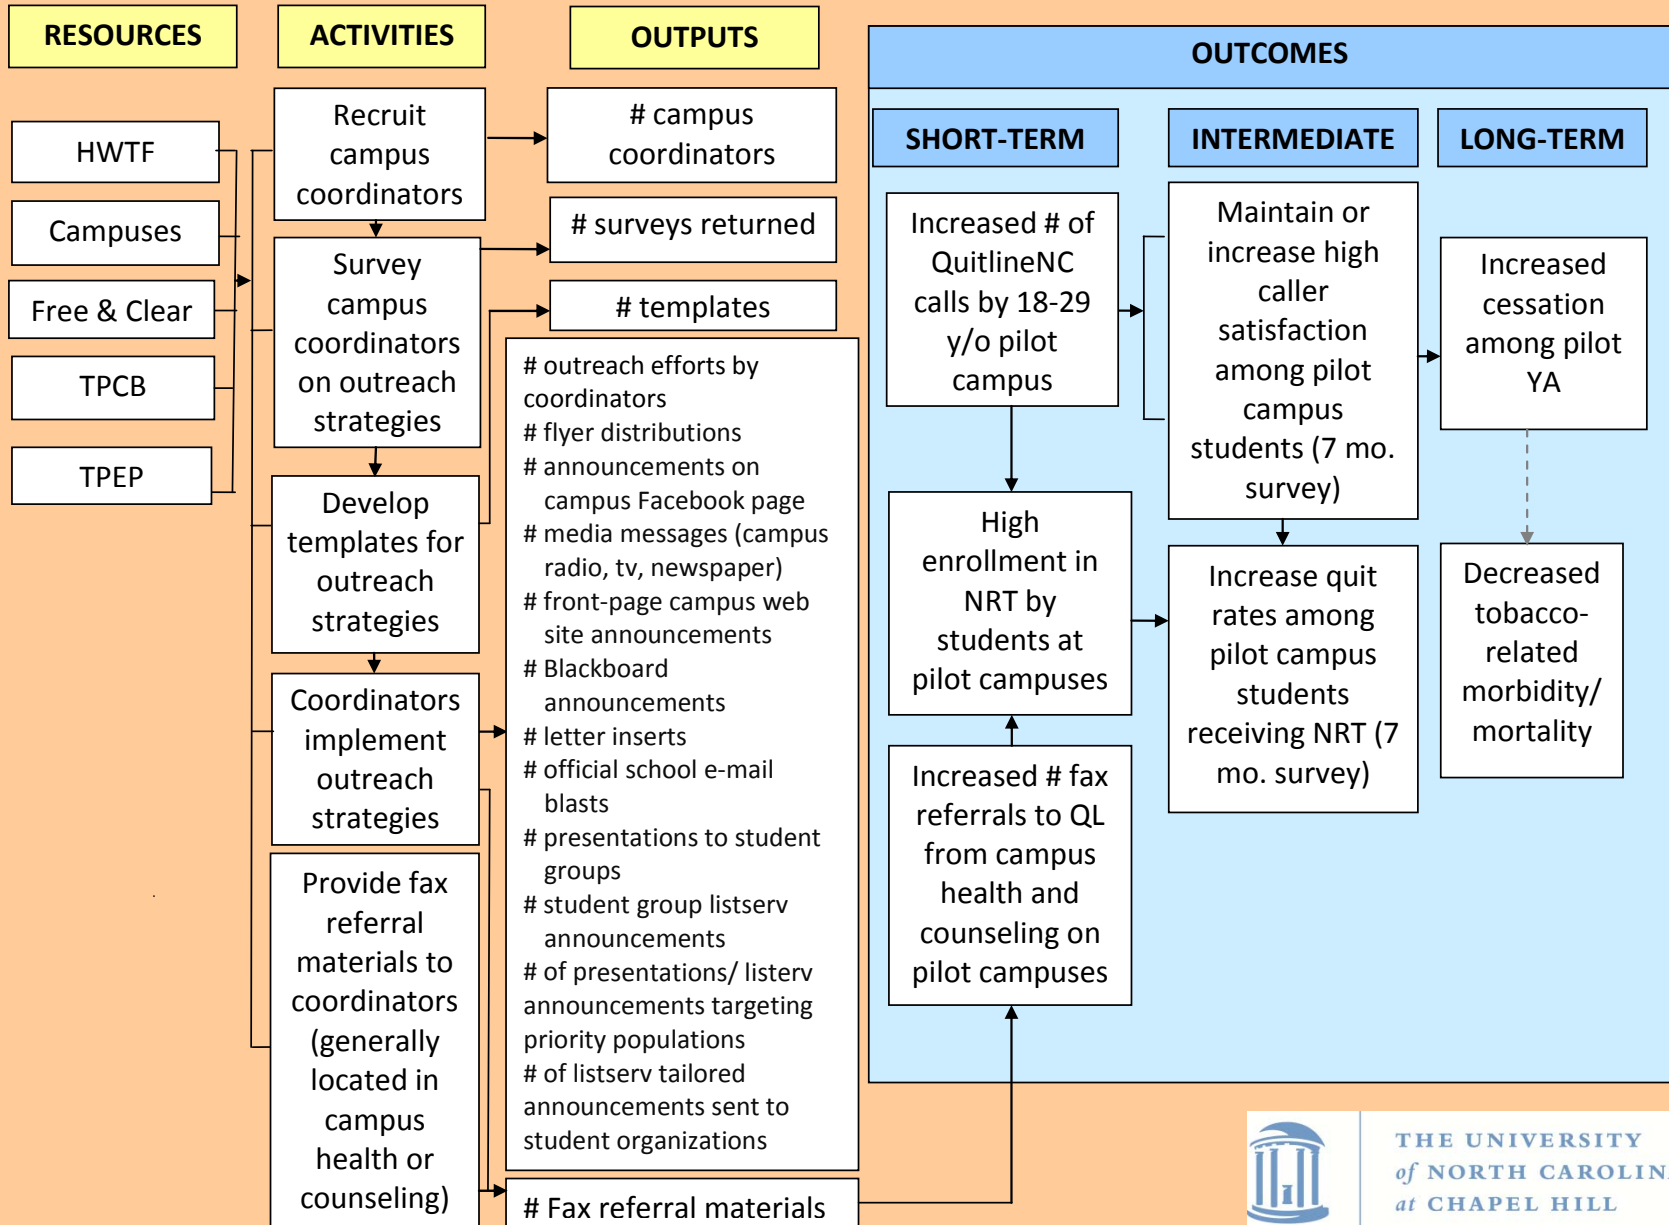 RESOURCES
HWTF
Campuses
Free & Clear
TPCB
TPEP
ACTIVITIES
Recruit
campus
coordinators
Survey
campus
coordinators
on outreach
strategies
Develop
templates for
outreach
strategies
Coordinators
implement
outreach
strategies
Provide fax
referral
materials to
coordinators
(generally
located in
campus
health or
counseling)
OUTPUTS
# campus
coordinators
# surveys returned
# templates
# outreach efforts by
coordinators
# flyer distributions
# announcements on
campus Facebook page
# media messages (campus
radio, tv, newspaper)
# front-page campus web
site announcements
# Blackboard
announcements
# letter inserts
# official school e-mail
blasts
# presentations to student
groups
# student group listserv
announcements
# of presentations/ listerv
announcements targeting
priority populations
# of listserv tailored
announcements sent to
student organizations
# Fax referral materials
OUTCOMES
SHORT-TERM
Increased # of
QuitlineNC
calls by 18-29
y/o pilot
campus
High
enrollment in
NRT by
students at
pilot campuses
Increased # fax
referrals to QL
from campus
health and
counseling on
pilot campuses
INTERMEDIATE
Maintain or
increase high
caller
satisfaction
among pilot
campus
students (7 mo.
survey)
Increase quit
rates among
pilot campus
students
receiving NRT (7
mo. survey)
LONG-TERM
Increased
cessation
among pilot
YA
Decreased
tobacco-
related
morbidity/
mortality
THE UNIVERSITY
of NORTH CAROLINA
at CHAPEL HILL